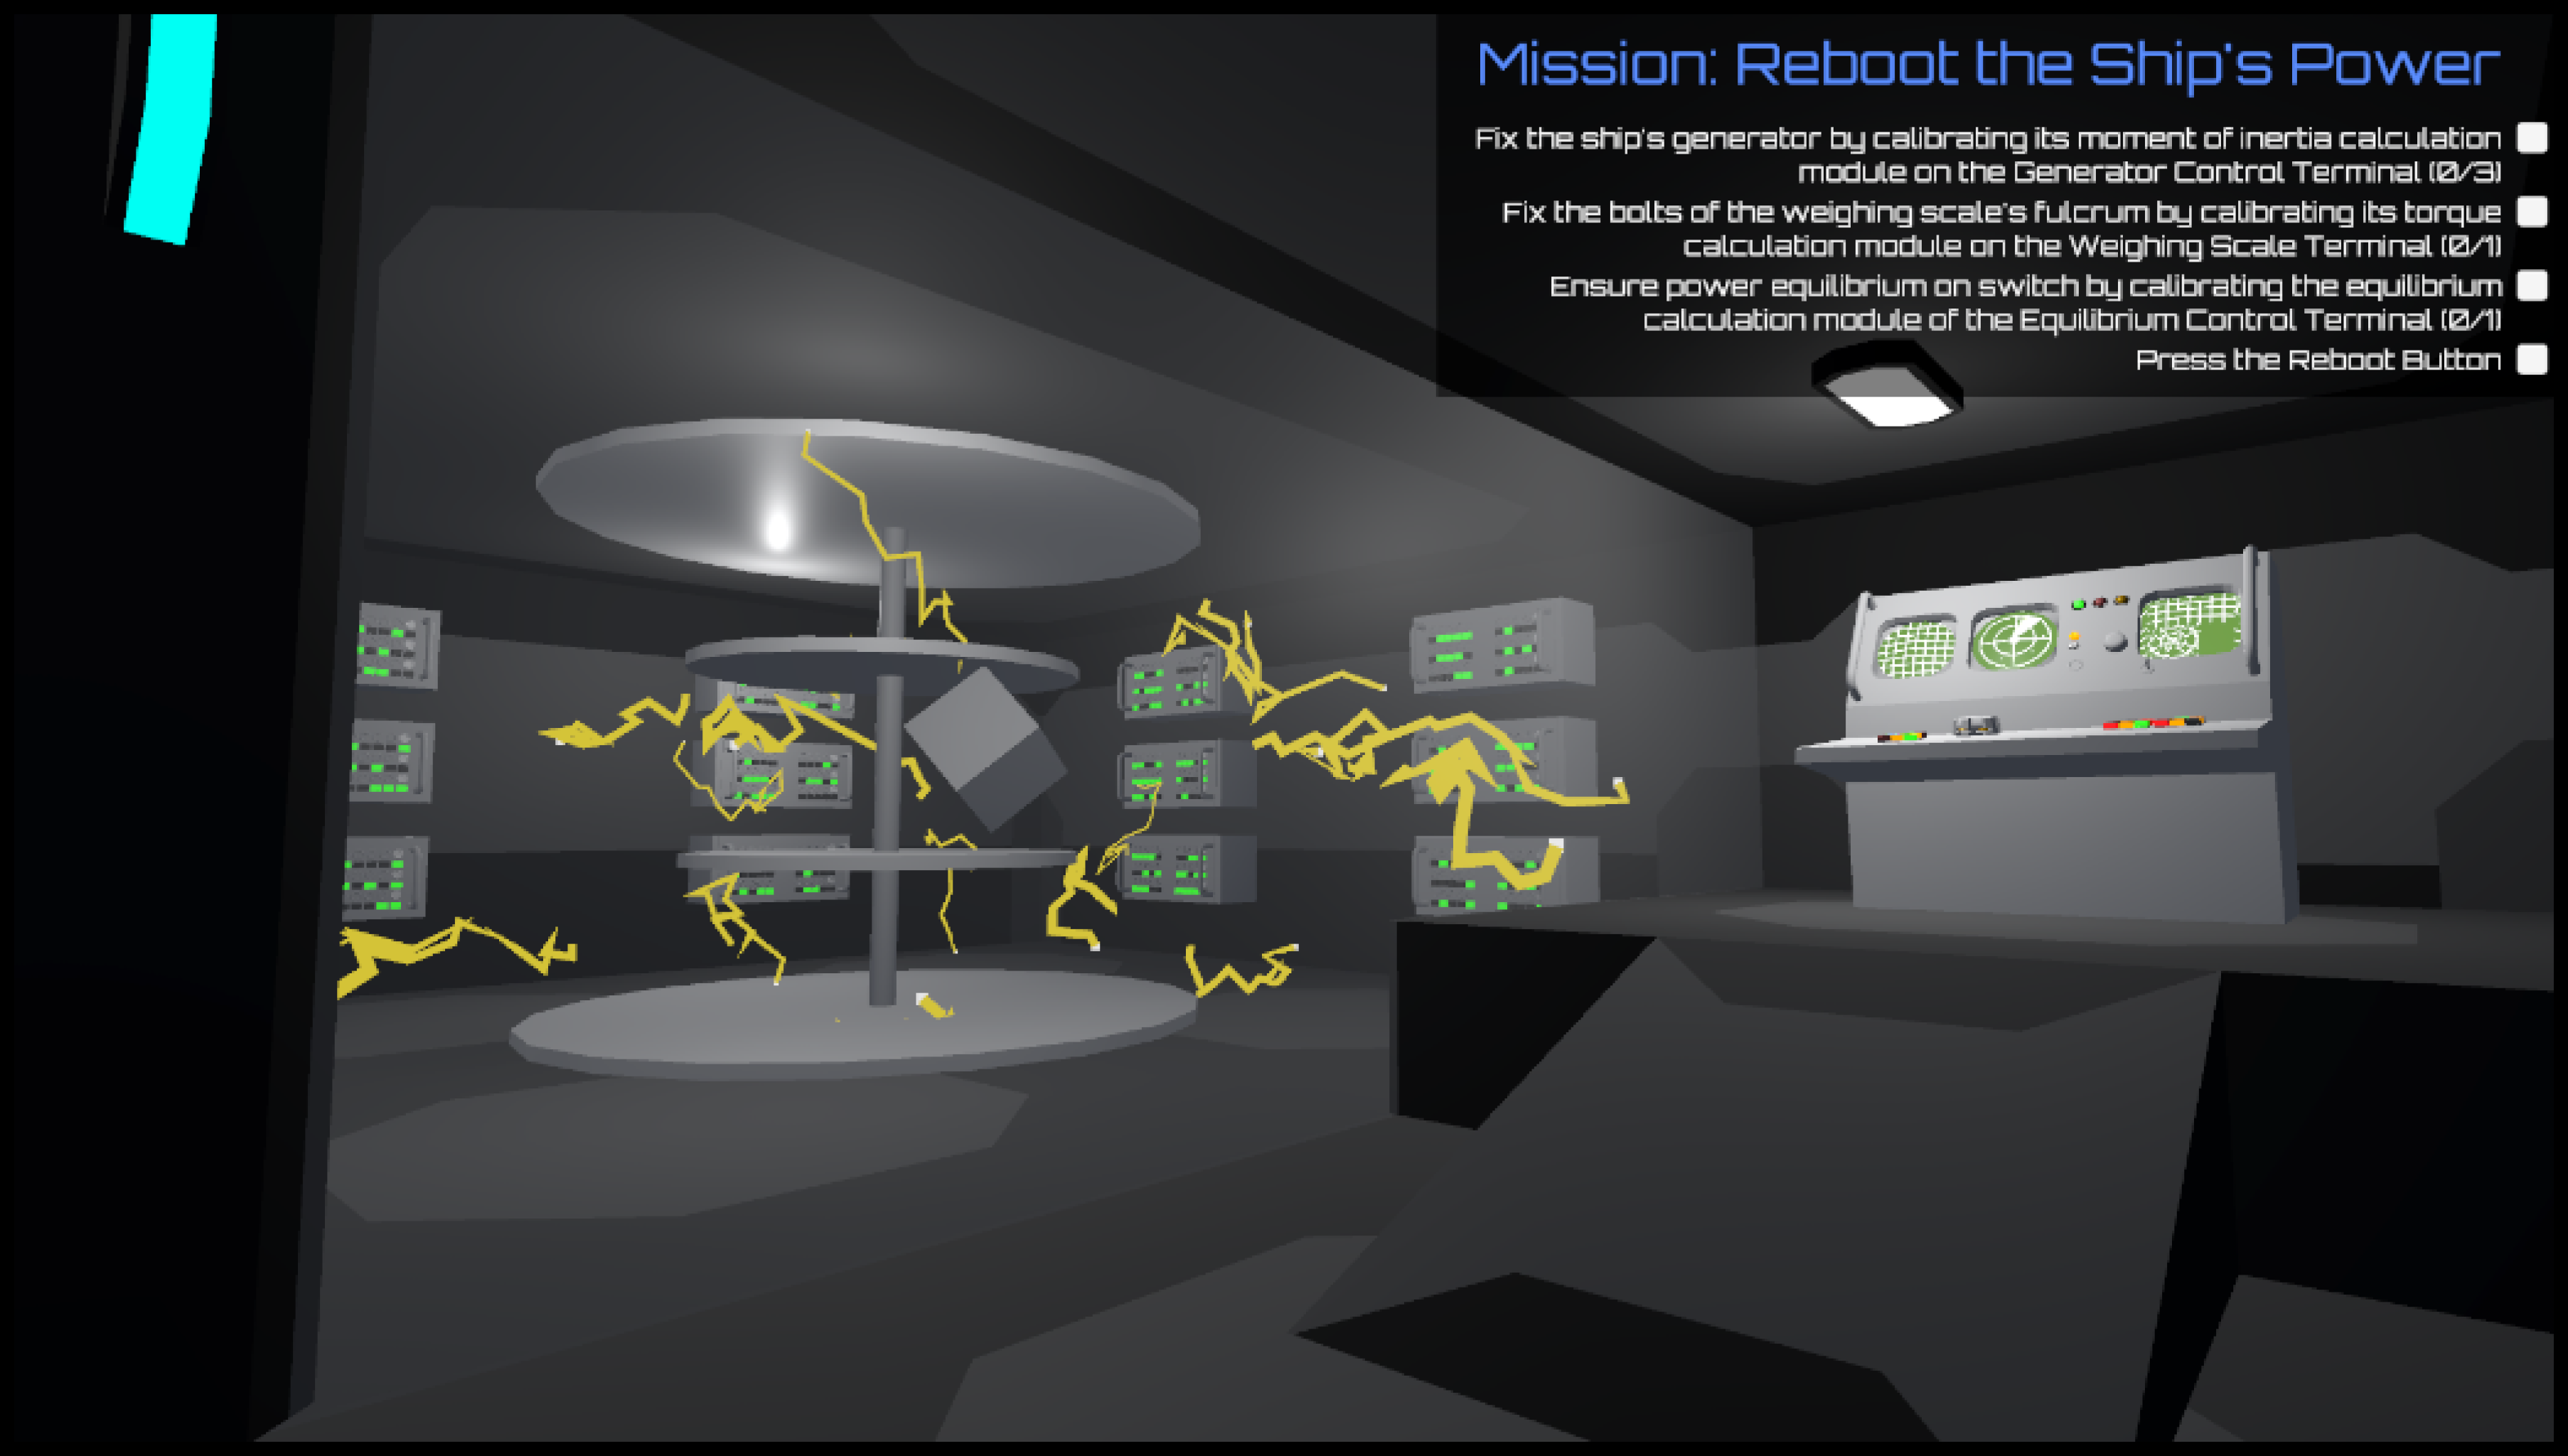 Mission: Reboot the Ship's Power
Fix the ship's generator by calibrating its moment of inertia calculation
module on the Generator Control Terminal (0/3)
Fix the bolts of the weighing scale's fulcrum by calibrating its torque
calculation module on the Weighing Scale Terminal (0/1)
Ensure power equilibrium on switch by calibrating the equilibrium
calculation module of the Equilibrium Control Terminal (0/1)
Press the Reboot Button